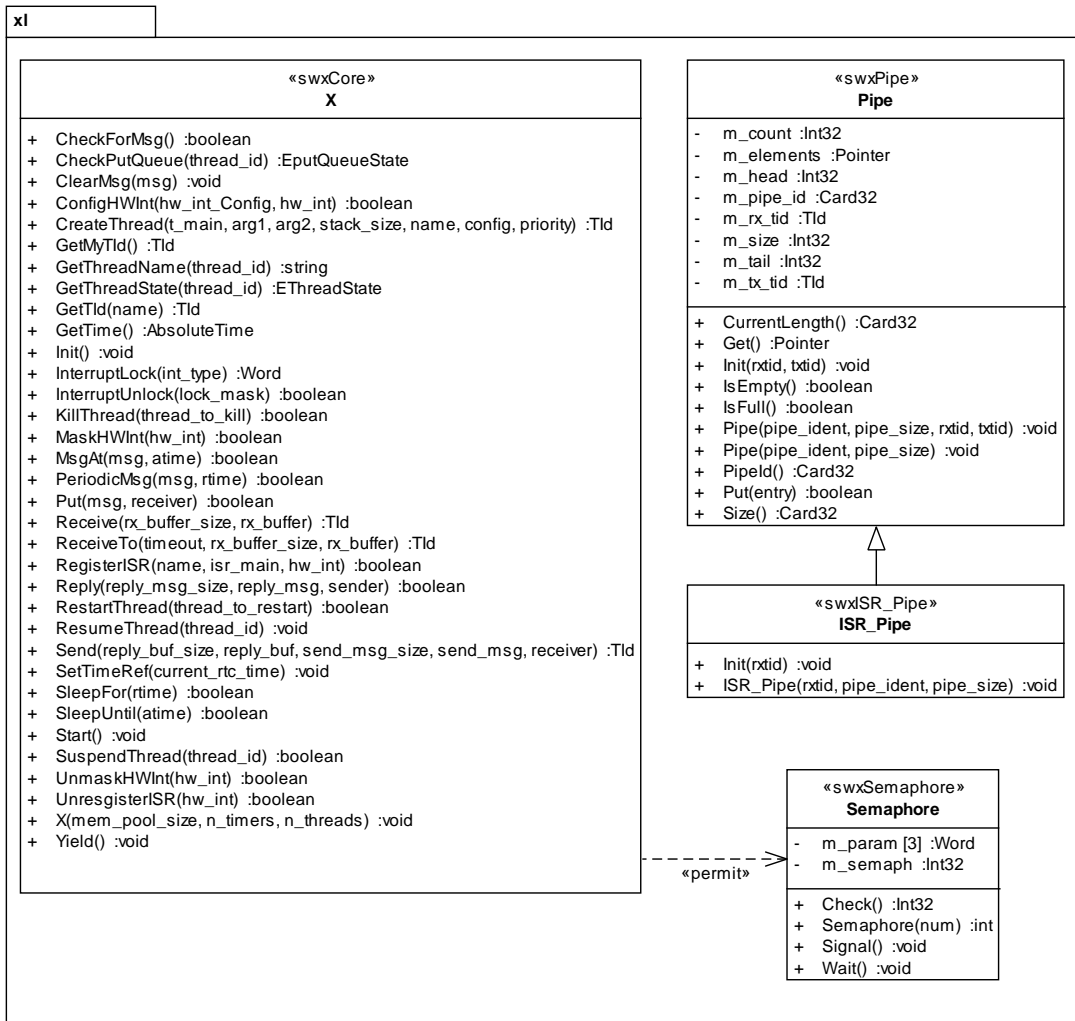 xl
«swxCore»
X
+ CheckForMsg() :boolean
+ CheckPutQueue(thread_id) :EputQueueState
+ ClearMsg(msg) :void
+ ConfigHWInt(hw_int_Config, hw_int) :boolean
+ CreateThread(t_main, arg1, arg2, stack_size, name, config, priority) :TId
+ GetMyTId() :TId
+ GetThreadName(thread_id) :string
+ GetThreadState(thread_id) :EThreadState
+ GetTId(name) :TId
+ GetTime() :AbsoluteTime
+ Init() :void
+ InterruptLock(int_type) :Word
+ InterruptUnlock(lock_mask) :boolean
+ KillThread(thread_to_kill) :boolean
+ MaskHWInt(hw_int) :boolean
+ MsgAt(msg, atime) :boolean
+ PeriodicMsg(msg, rtime) :boolean
+ Put(msg, receiver) :boolean
+ Receive(rx_buffer_size, rx_buffer) :TId
+ ReceiveTo(timeout, rx_buffer_size, rx_buffer) :TId
+ RegisterISR(name, isr_main, hw_int) :boolean
+ Reply(reply_msg_size, reply_msg, sender) :boolean
+ RestartThread(thread_to_restart) :boolean
+ ResumeThread(thread_id) :void
+ Send(reply_buf_size, reply_buf, send_msg_size, send_msg, receiver) :TId
+ SetTimeRef(current_rtc_time) :void
+ SleepFor(rtime) :boolean
+ SleepUntil(atime) :boolean
+ Start() :void
+ SuspendThread(thread_id) :boolean
+ UnmaskHWInt(hw_int) :boolean
+ UnresgisterISR(hw_int) :boolean
+ X(mem_pool_size, n_timers, n_threads) :void
+ Yield() :void
«swxPipe»
Pipe
- m_count :Int32
- m_elements :Pointer
- m_head :Int32
- m_pipe_id :Card32
- m_rx_tid :TId
- m_size :Int32
- m_tail :Int32
- m_tx_tid :TId
+ CurrentLength() :Card32
+ Get() :Pointer
+ Init(rxtid, txtid) :void
+ IsEmpty() :boolean
+ IsFull() :boolean
+ Pipe(pipe_ident, pipe_size, rxtid, txtid) :void
+ Pipe(pipe_ident, pipe_size) :void
+ PipeId() :Card32
+ Put(entry) :boolean
+ Size() :Card32
«swxISR_Pipe»
ISR_Pipe
+ Init(rxtid) :void
+ ISR_Pipe(rxtid, pipe_ident, pipe_size) :void
«permit»
«swxSemaphore»
Semaphore
- m_param [3] :Word
- m_semaph :Int32
+ Check() :Int32
+ Semaphore(num) :int
+ Signal() :void
+ Wait() :void